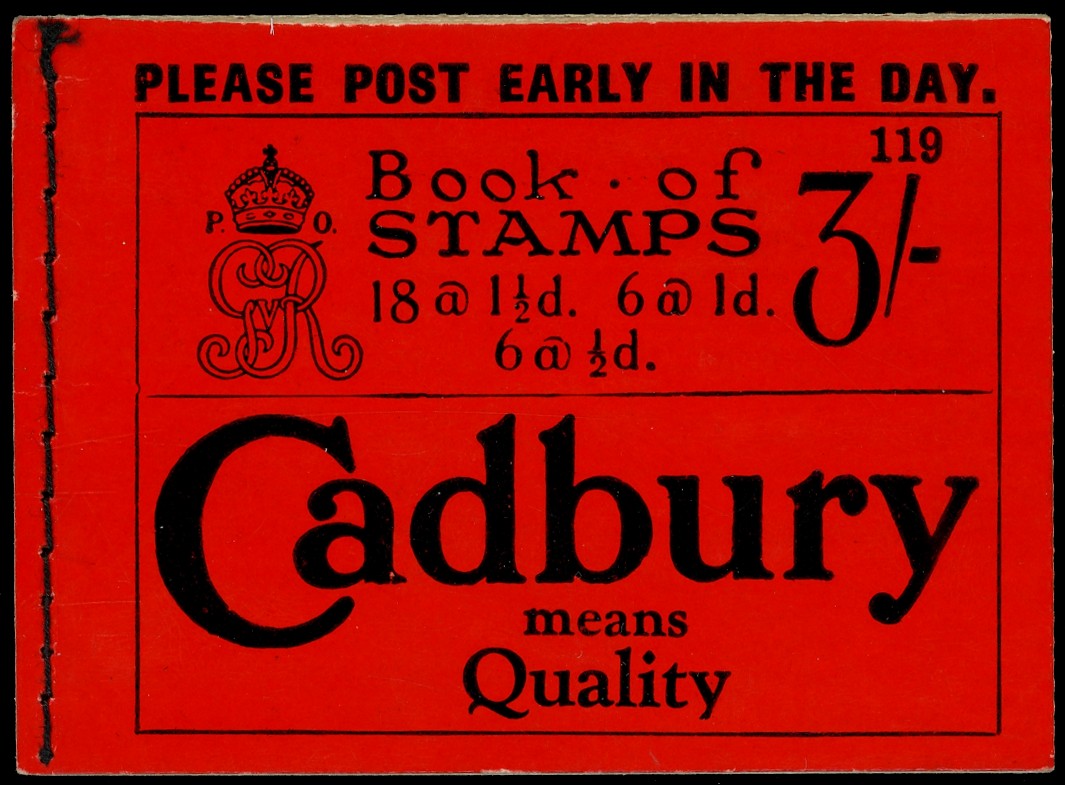 PLEASE POST EARLY IN THE DAY.
119
P. O.
GvR
Book · of
STAMPS
3/-
18 @ 1½d. 6 @ 1d.
6 @ ½d.
Cadbury
means
Quality